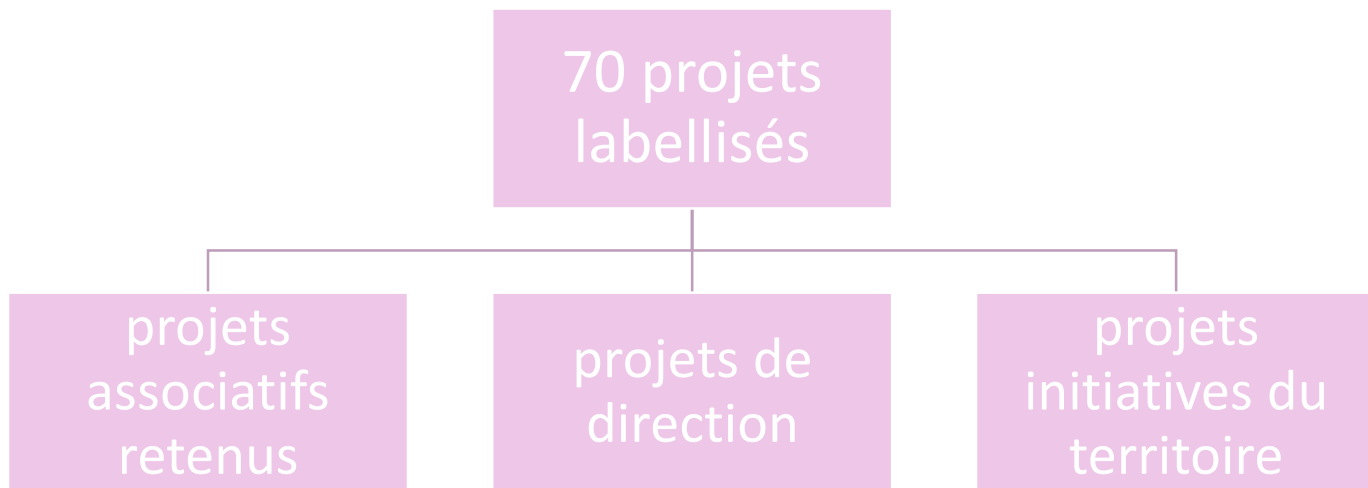 70 projets
labellisés
projets
associatifs
retenus
projets de
direction
projets
initiatives du
territoire